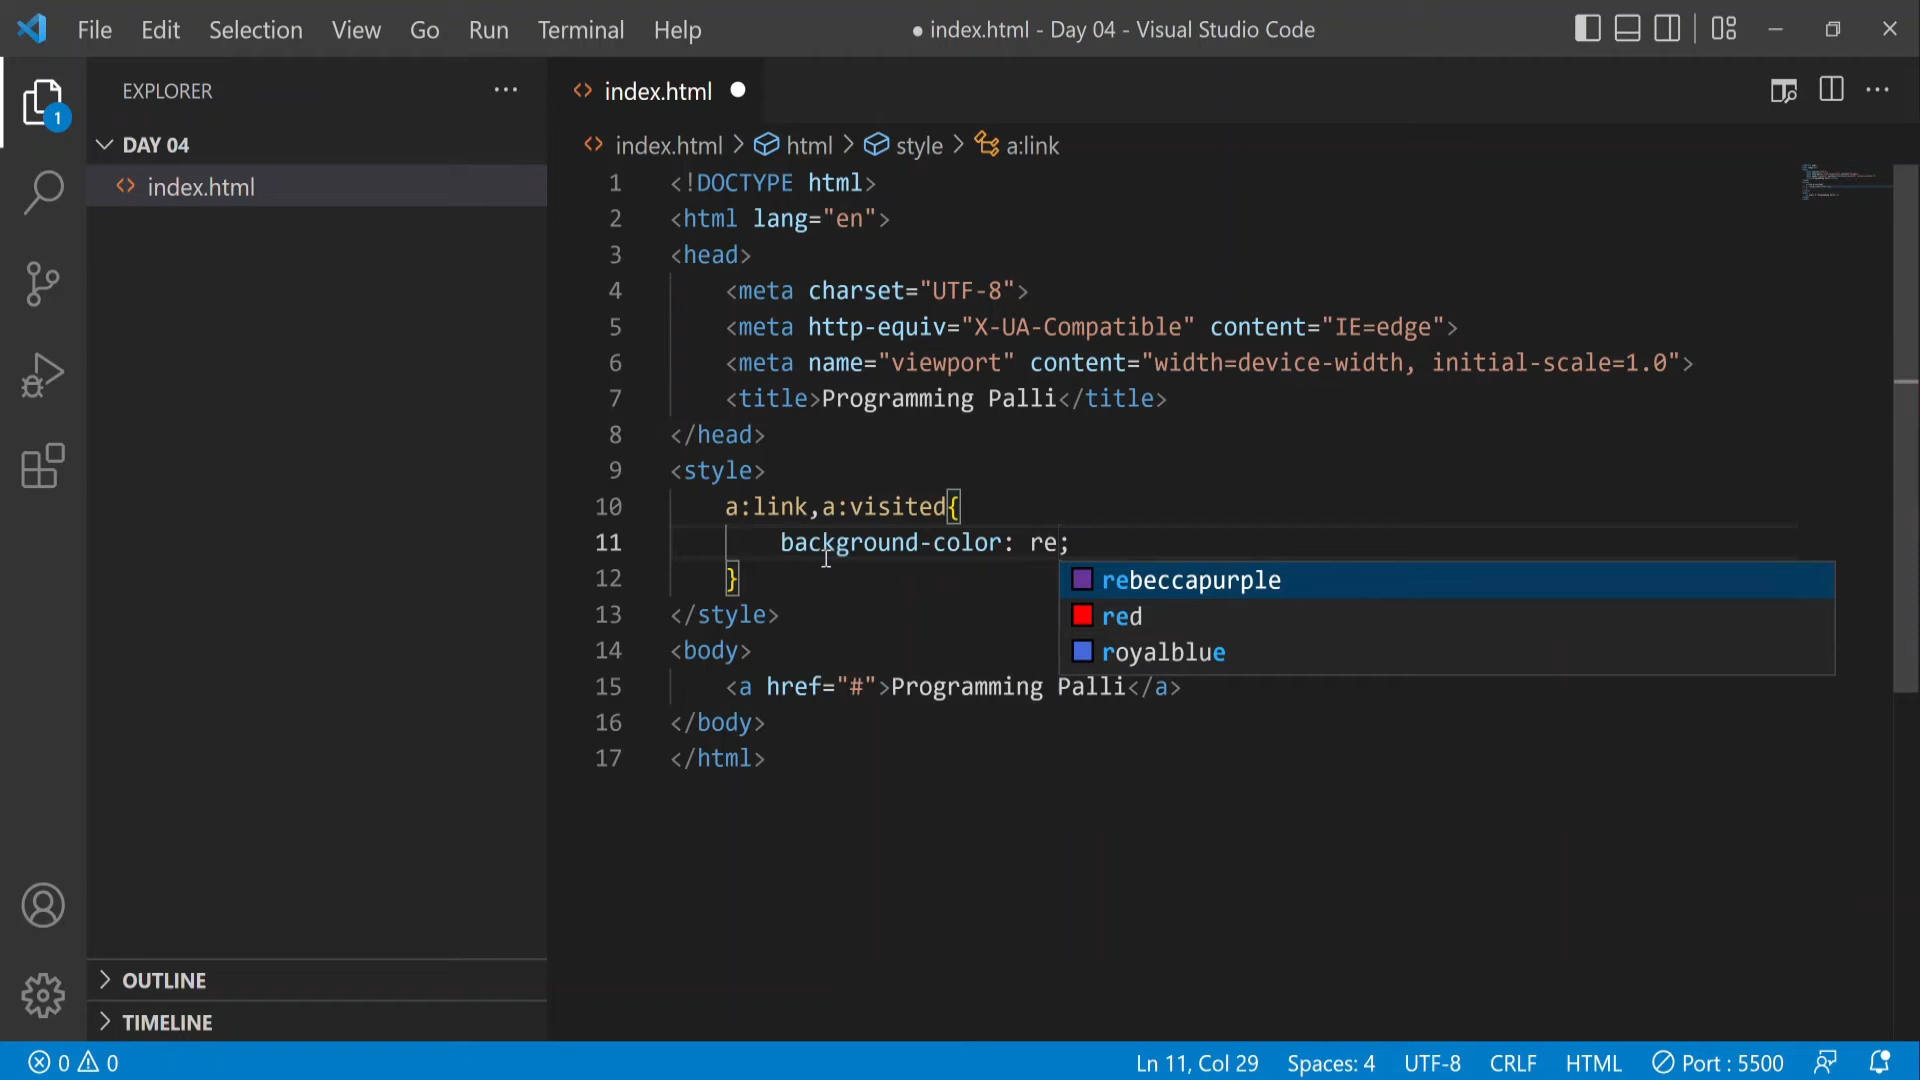 File Edit Selection View Go Run Terminal Help
● index.html - Day 04 - Visual Studio Code
EXPLORER
1
DAY 04
index.html
OUTLINE
TIMELINE
index.html
index.html > html > style > a:link
1 <!DOCTYPE html>
2 <html lang="en">
3 <head>
4 <meta charset="UTF-8">
5 <meta http-equiv="X-UA-Compatible" content="IE=edge">
6 <meta name="viewport" content="width=device-width, initial-scale=1.0">
7 <title>Programming Palli</title>
8 </head>
9 <style>
10 a:link,a:visited{
11 background-color: re;
12 }
13 </style>
14 <body>
15 <a href="#">Programming Palli</a>
16 </body>
17 </html>
rebeccapurple
red
royalblue
0 0
Ln 11, Col 29 Spaces: 4 UTF-8 CRLF HTML Port : 5500